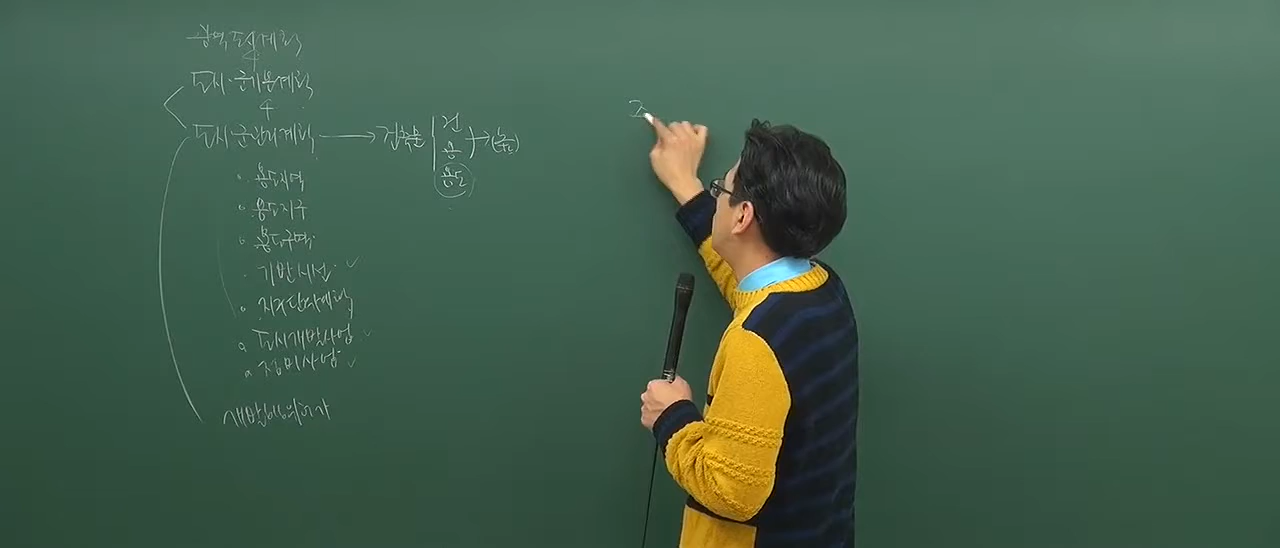 광역도시계획
도시·군기본계획
도시·군관리계획 → 건축물 건
용
용도
용도지역
용도지구
용도구역
기반시설 ✓
지구단위계획
도시개발사업 ✓
정비사업 ✓
개발행위허가